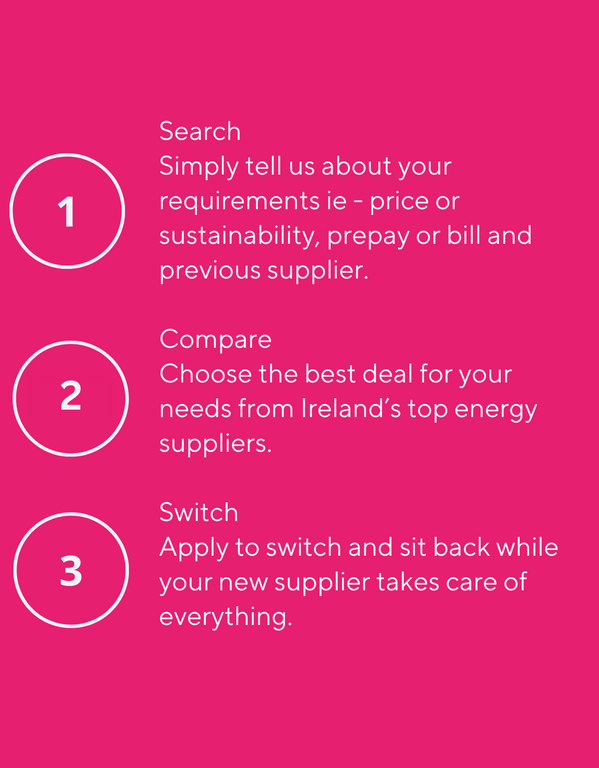 Search
Simply tell us about your
1
requirements ie - price or
sustainability, prepay or bill and
previous supplier.
Compare
Choose the best deal for your
2
needs from Ireland's top energy
suppliers.
Switch
Apply to switch and sit back while
3
your new supplier takes care of
everything.